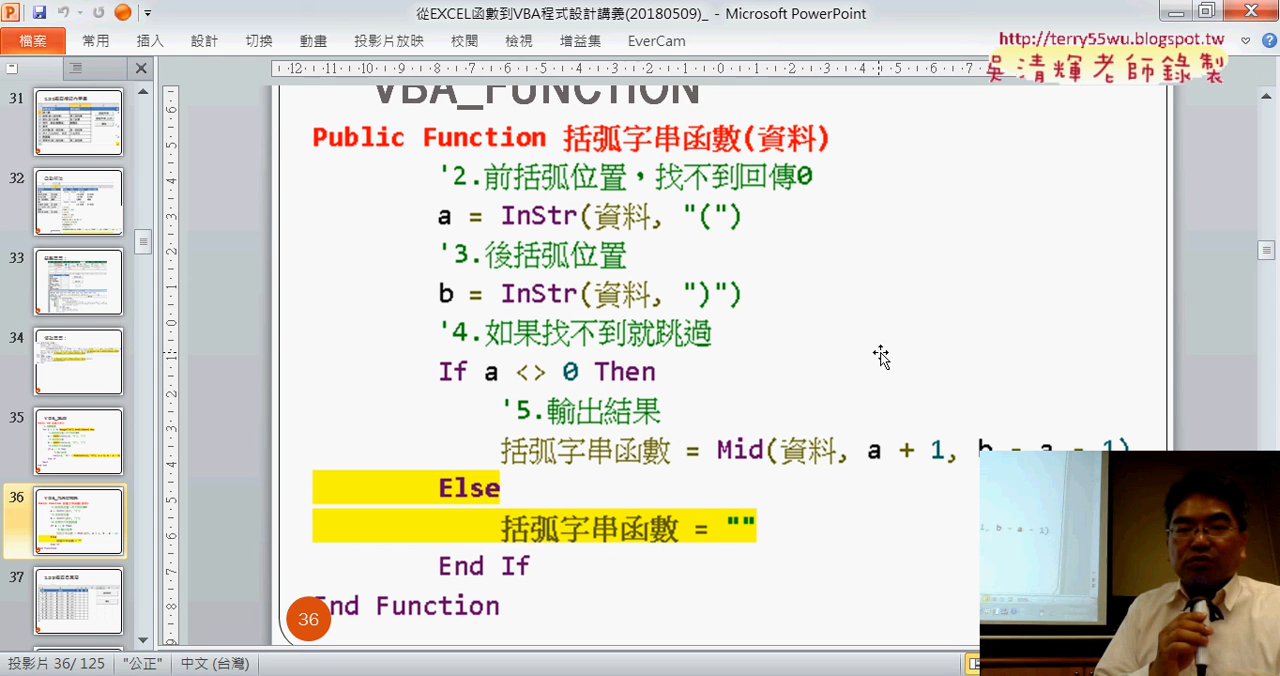 從EXCEL函數到VBA程式設計講義(20180509)_ - Microsoft PowerPoint
檔案 常用 插入 設計 切換 動畫 投影片放映 校閱 檢視 增益集 EverCam
http://terry55wu.blogspot.tw
吳清輝老師錄製
VBA_FUNCTION
Public Function 括弧字串函數(資料)
'2.前括弧位置，找不到回傳0
a = InStr(資料, "(")
'3.後括弧位置
b = InStr(資料, ")")
'4.如果找不到就跳過
If a <> 0 Then
'5.輸出結果
括弧字串函數 = Mid(資料, a + 1, b - a - 1)
Else
括弧字串函數 = ""
End If
End Function
36
31
32
33
34
35
36
37
投影片 36/ 125 "公正" 中文 (台灣)